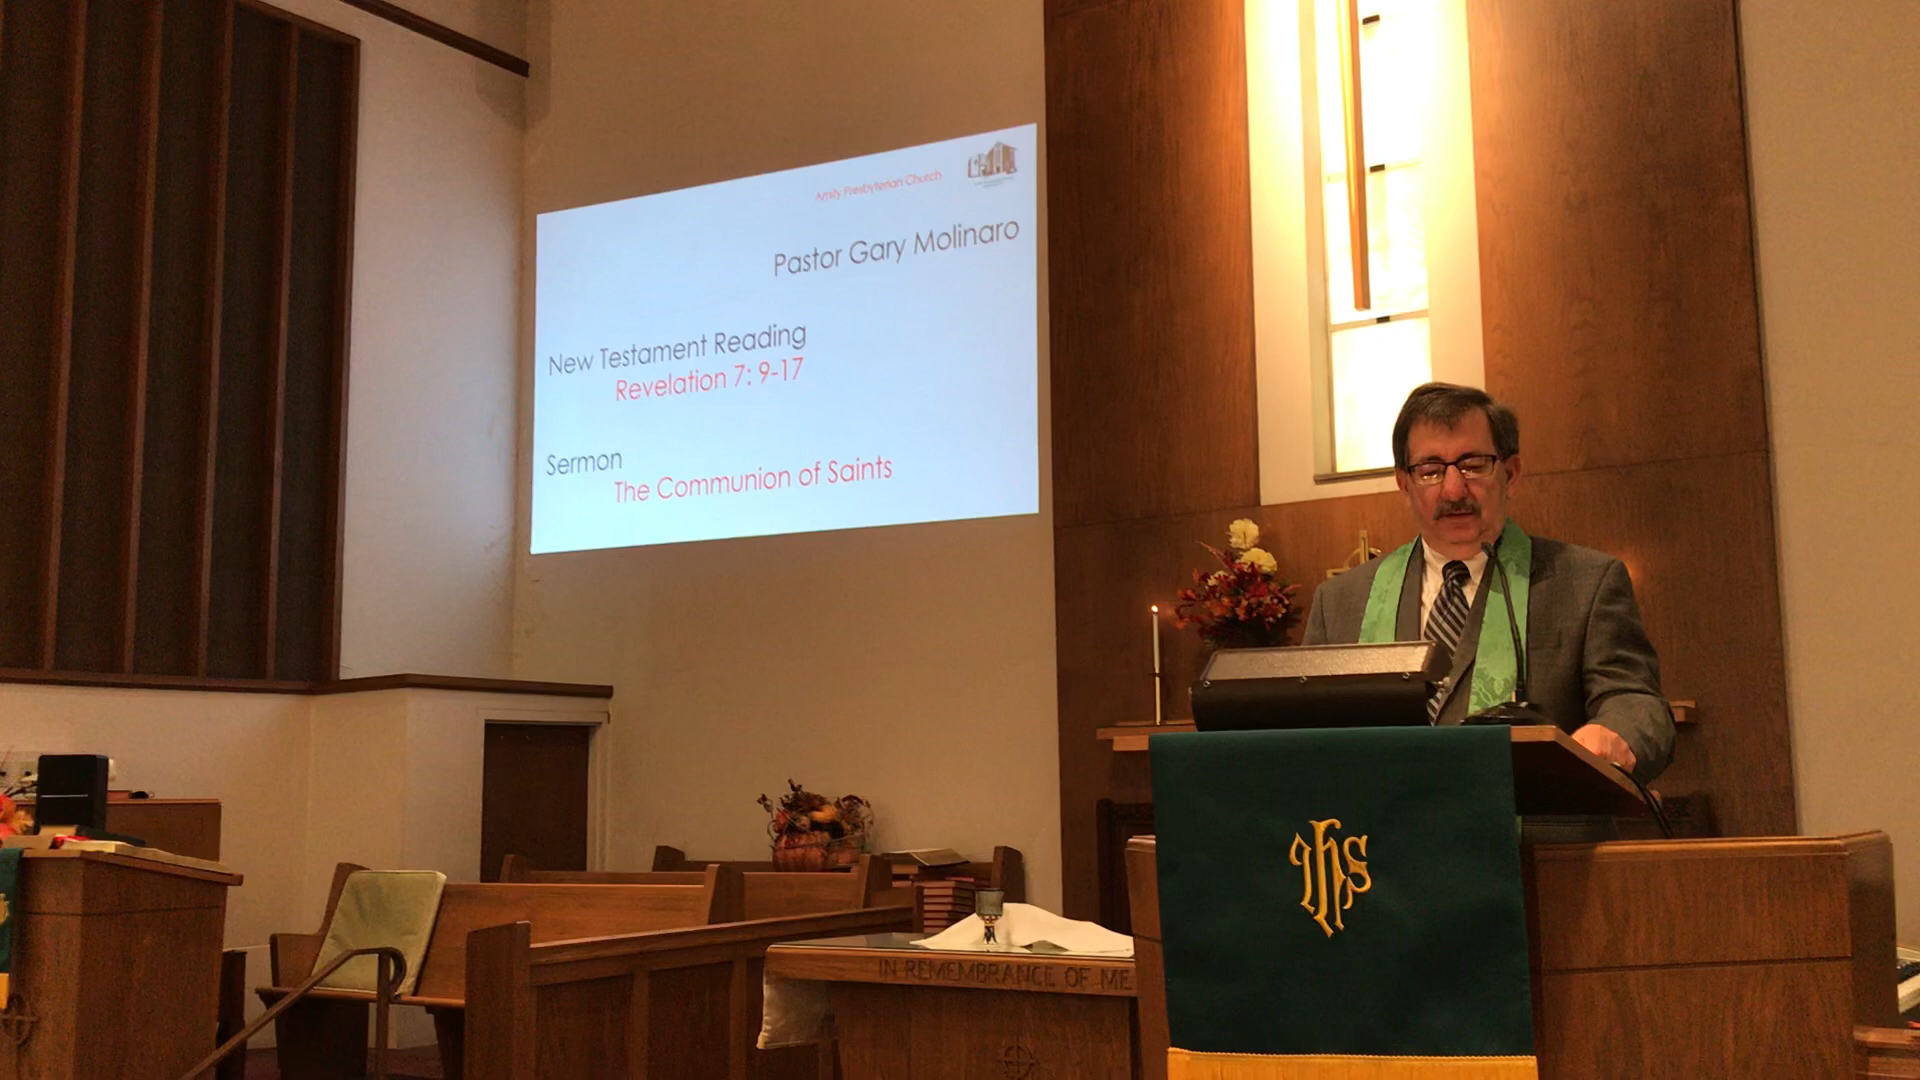 Amity Presbyterian Church
Pastor Gary Molinaro
New Testament Reading
Revelation 7: 9-17
Sermon
The Communion of Saints
IN REMEMBRANCE OF ME
IHS